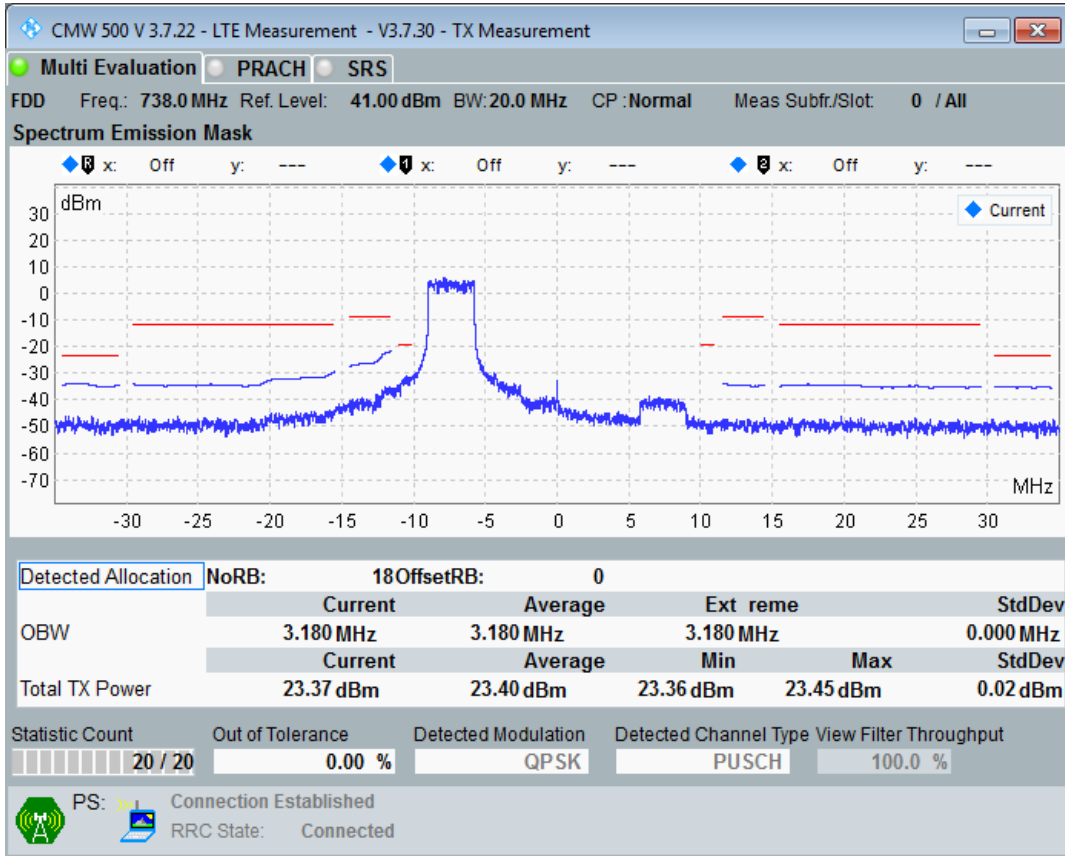 CMW 500 V 3.7.22 - LTE Measurement - V3.7.30 - TX Measurement
Multi Evaluation PRACH SRS
FDD Freq.: 738.0 MHz Ref. Level: 41.00 dBm BW: 20.0 MHz CP : Normal Meas Subfr./Slot: 0 / All
Spectrum Emission Mask
R x: Off y: --- 1 x: Off y: --- 2 x: Off y: ---
dBm
Current
30
20
10
0
-10
-20
-30
-40
-50
-60
-70
MHz
-30 -25 -20 -15 -10 -5 0 5 10 15 20 25 30
Detected Allocation NoRB: 18 OffsetRB: 0
Current Average Ext reme StdDev
OBW 3.180 MHz 3.180 MHz 3.180 MHz 0.000 MHz
Current Average Min Max StdDev
Total TX Power 23.37 dBm 23.40 dBm 23.36 dBm 23.45 dBm 0.02 dBm
Statistic Count Out of Tolerance Detected Modulation Detected Channel Type View Filter Throughput
20 / 20 0.00 % QPSK PUSCH 100.0 %
PS: Connection Established
RRC State: Connected